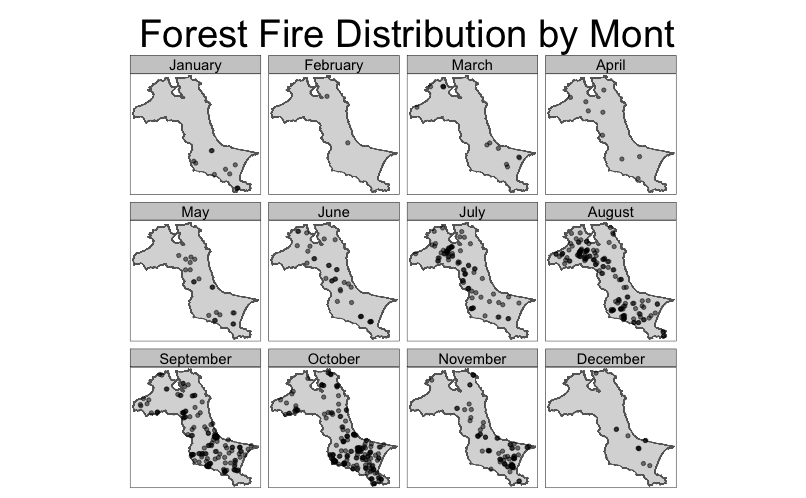 Forest Fire Distribution by Mont
January
February
March
April
May
June
July
August
September
October
November
December